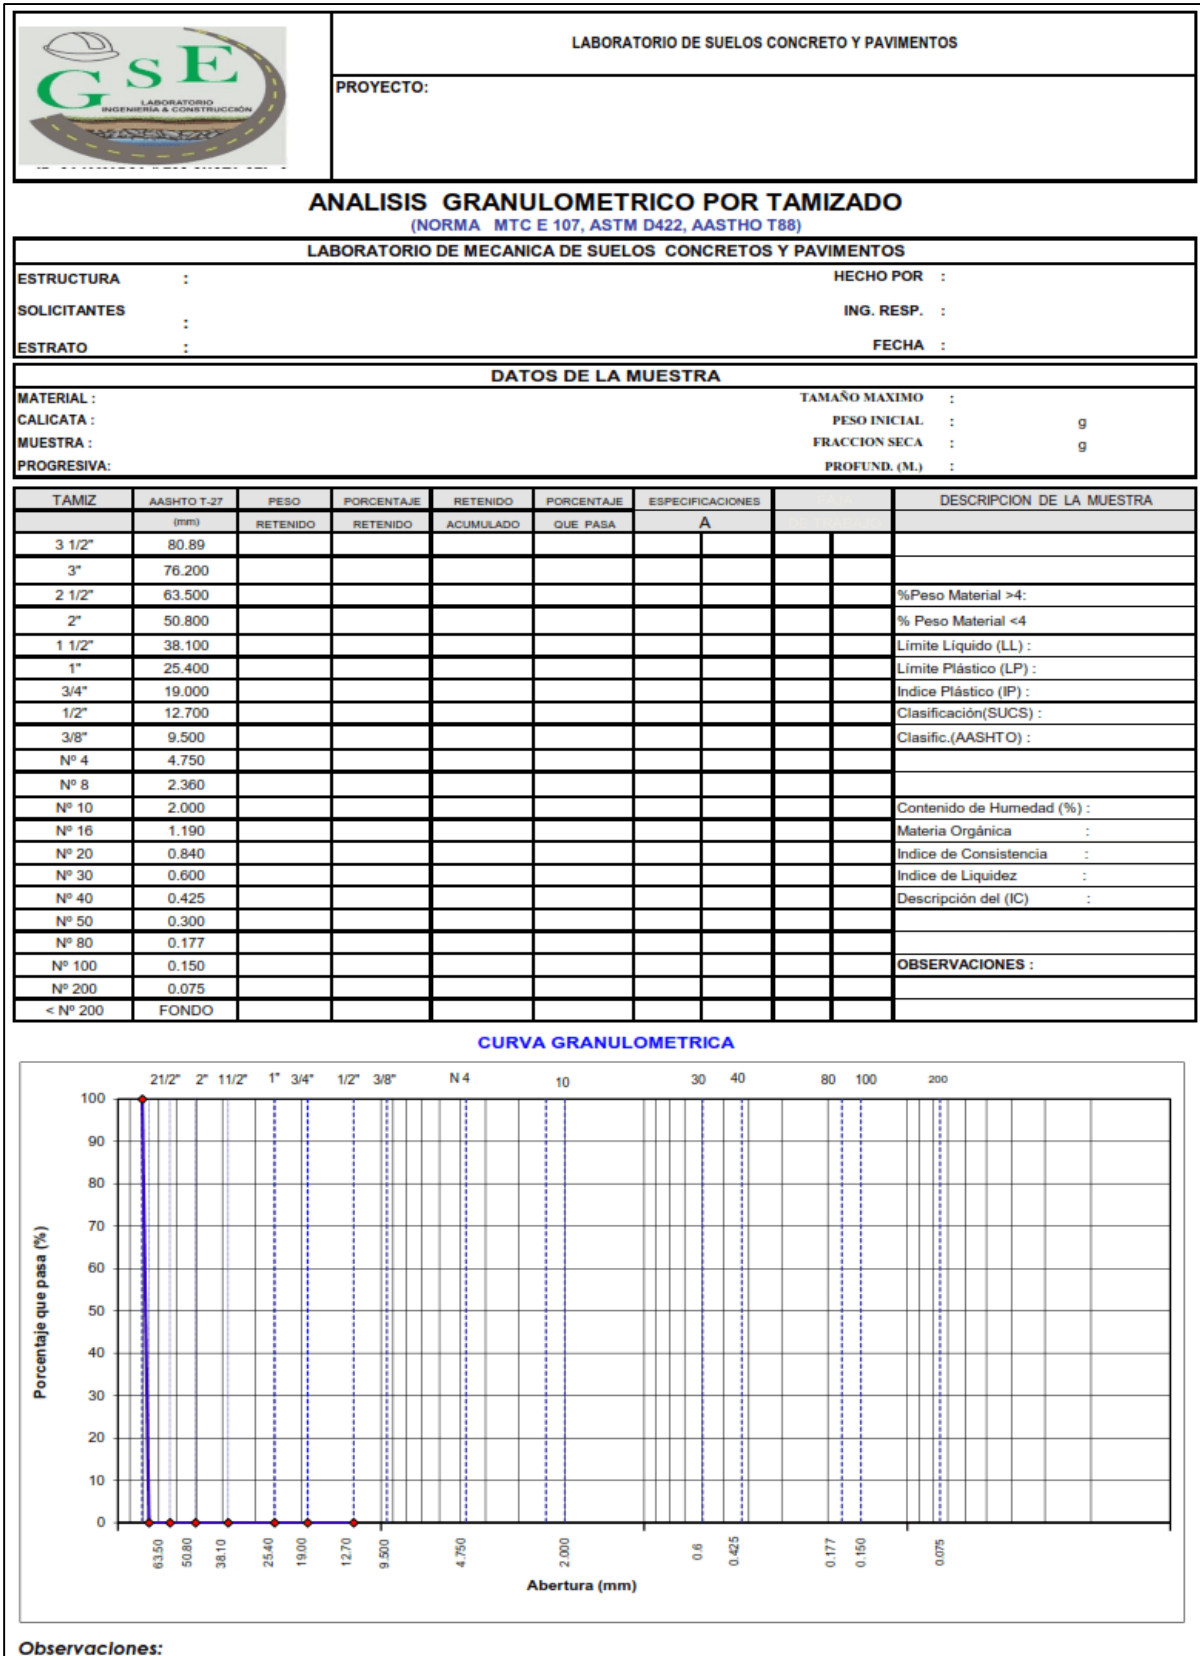 GSE
LABORATORIO
INGENIERÍA & CONSTRUCCIÓN
LABORATORIO DE SUELOS CONCRETO Y PAVIMENTOS
PROYECTO:
ANALISIS GRANULOMETRICO POR TAMIZADO
(NORMA MTC E 107, ASTM D422, AASTHO T88)
LABORATORIO DE MECANICA DE SUELOS CONCRETOS Y PAVIMENTOS
ESTRUCTURA : HECHO POR :
SOLICITANTES : ING. RESP. :
ESTRATO : FECHA :
DATOS DE LA MUESTRA
MATERIAL : TAMAÑO MAXIMO :
CALICATA : PESO INICIAL : g
MUESTRA : FRACCION SECA : g
PROGRESIVA: PROFUND. (M.) :
TAMIZ AASHTO T-27 PESO PORCENTAJE RETENIDO PORCENTAJE ESPECIFICACIONES DESCRIPCION DE LA MUESTRA
(mm) RETENIDO RETENIDO ACUMULADO QUE PASA A
3 1/2" 80.89
3" 76.200
2 1/2" 63.500 %Peso Material >4:
2" 50.800 % Peso Material <4
1 1/2" 38.100 Límite Líquido (LL) :
1" 25.400 Límite Plástico (LP) :
3/4" 19.000 Indice Plástico (IP) :
1/2" 12.700 Clasificación(SUCS) :
3/8" 9.500 Clasific.(AASHTO) :
Nº 4 4.750
Nº 8 2.360
Nº 10 2.000 Contenido de Humedad (%) :
Nº 16 1.190 Materia Orgánica :
Nº 20 0.840 Indice de Consistencia :
Nº 30 0.600 Indice de Liquidez :
Nº 40 0.425 Descripción del (IC) :
Nº 50 0.300
Nº 80 0.177
Nº 100 0.150 OBSERVACIONES :
Nº 200 0.075
< Nº 200 FONDO
CURVA GRANULOMETRICA
21/2" 2" 11/2" 1" 3/4" 1/2" 3/8" N 4 10 30 40 80 100 200
100
90
80
70
60
50
40
30
20
10
0
Porcentaje que pasa (%)
63.50 50.80 38.10 25.40 19.00 12.70 9.500 4.750 2.000 0.6 0.425 0.177 0.150 0.075
Abertura (mm)
Observaciones: